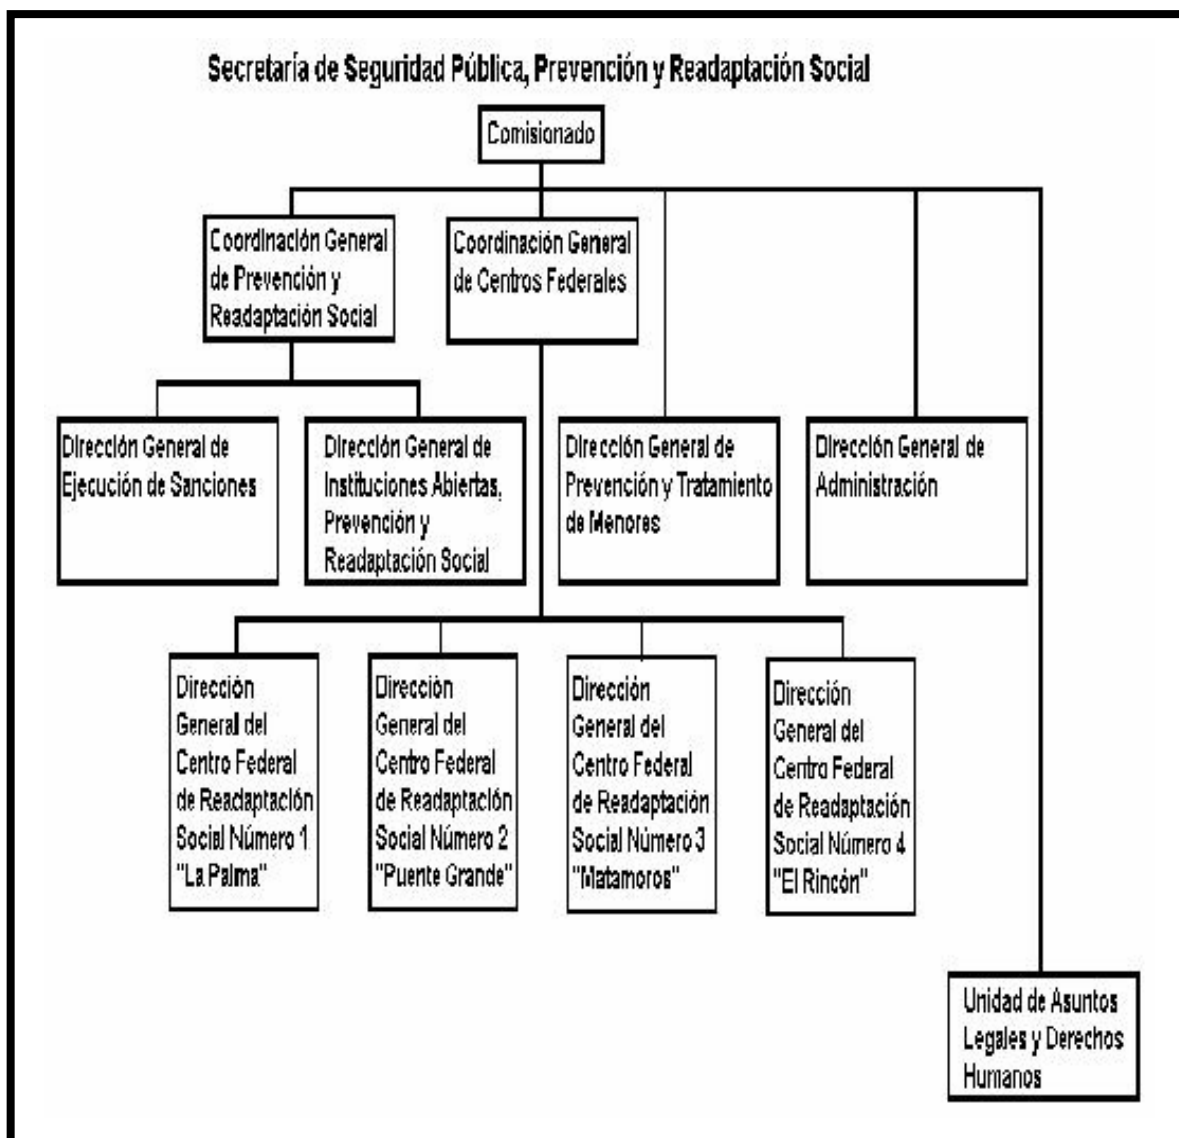 Secretaría de Seguridad Pública, Prevención y Readaptación Social
Comisionado
Coordinación General
de Prevención y
Readaptación Social
Coordinación General
de Centros Federales
Dirección General de
Ejecución de Sanciones
Dirección General de
Instituciones Abiertas,
Prevención y
Readaptación Social
Dirección General de
Prevención y Tratamiento
de Menores
Dirección General de
Administración
Dirección
General del
Centro Federal
de Readaptación
Social Número 1
"La Palma"
Dirección
General del
Centro Federal
de Readaptación
Social Número 2
"Puente Grande"
Dirección
General del
Centro Federal
de Readaptación
Social Número 3
"Matamoros"
Dirección
General del
Centro Federal
de Readaptación
Social Número 4
"El Rincón"
Unidad de Asuntos
Legales y Derechos
Humanos